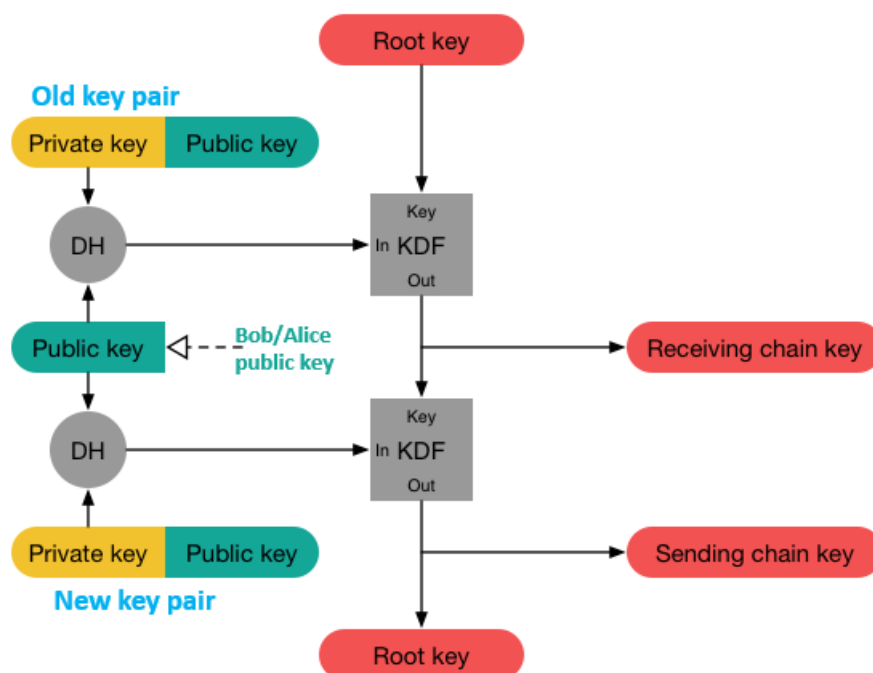 Root key
Old key pair
Private key
Public key
Key
DH
In
KDF
Out
Public key
Bob/Alice
public key
Receiving chain key
Key
DH
In
KDF
Out
Private key
Public key
Sending chain key
New key pair
Root key